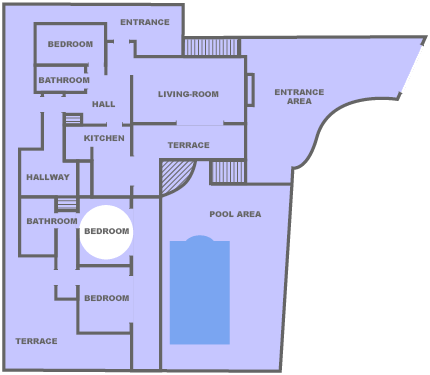 ENTRANCE
BEDROOM
BATHROOM
HALL
LIVING-ROOM
ENTRANCE
AREA
KITCHEN
TERRACE
HALLWAY
BATHROOM
BEDROOM
POOL AREA
BEDROOM
TERRACE